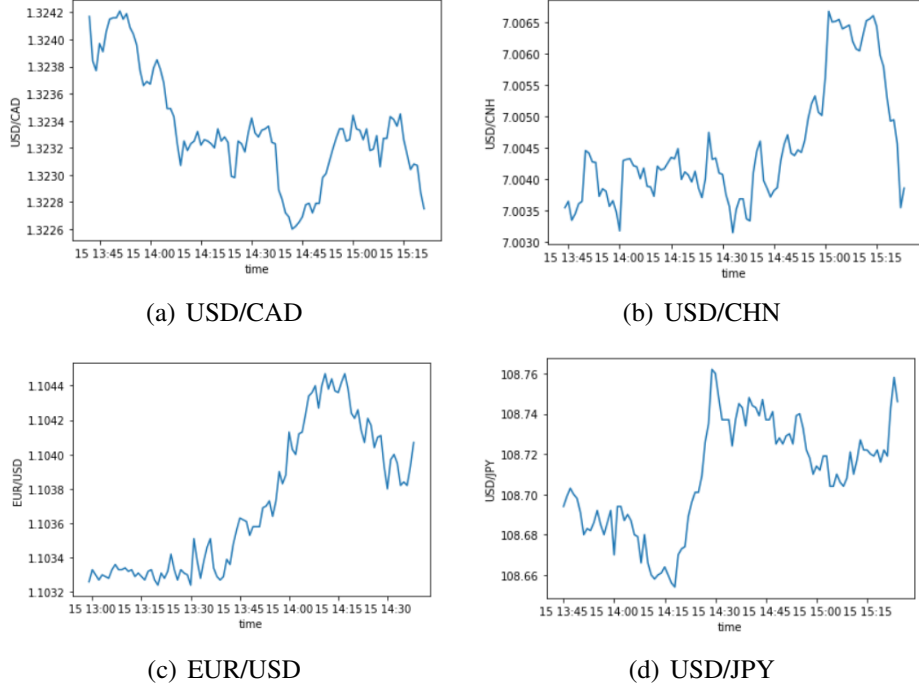 1.3242
1.3240
1.3237
1.3234
1.3232
1.3230
1.3228
1.3226
USD/CAD
15 13:45 15 14:00 15 14:15 15 14:30 15 14:45 15 15:00 15 15:15
time
(a) USD/CAD
7.0065
7.0060
7.0055
7.0050
7.0045
7.0040
7.0035
7.0030
USD/CNH
15 13:45 15 14:00 15 14:15 15 14:30 15 14:45 15 15:00 15 15:15
time
(b) USD/CHN
1.1044
1.1042
1.1040
1.1038
1.1036
1.1034
1.1032
EUR/USD
15 13:00 15 13:15 15 13:30 15 13:45 15 14:00 15 14:15 15 14:30
time
(c) EUR/USD
108.76
108.74
108.72
108.70
108.68
108.66
USD/JPY
15 13:45 15 14:00 15 14:15 15 14:30 15 14:45 15 15:00 15 15:15
time
(d) USD/JPY